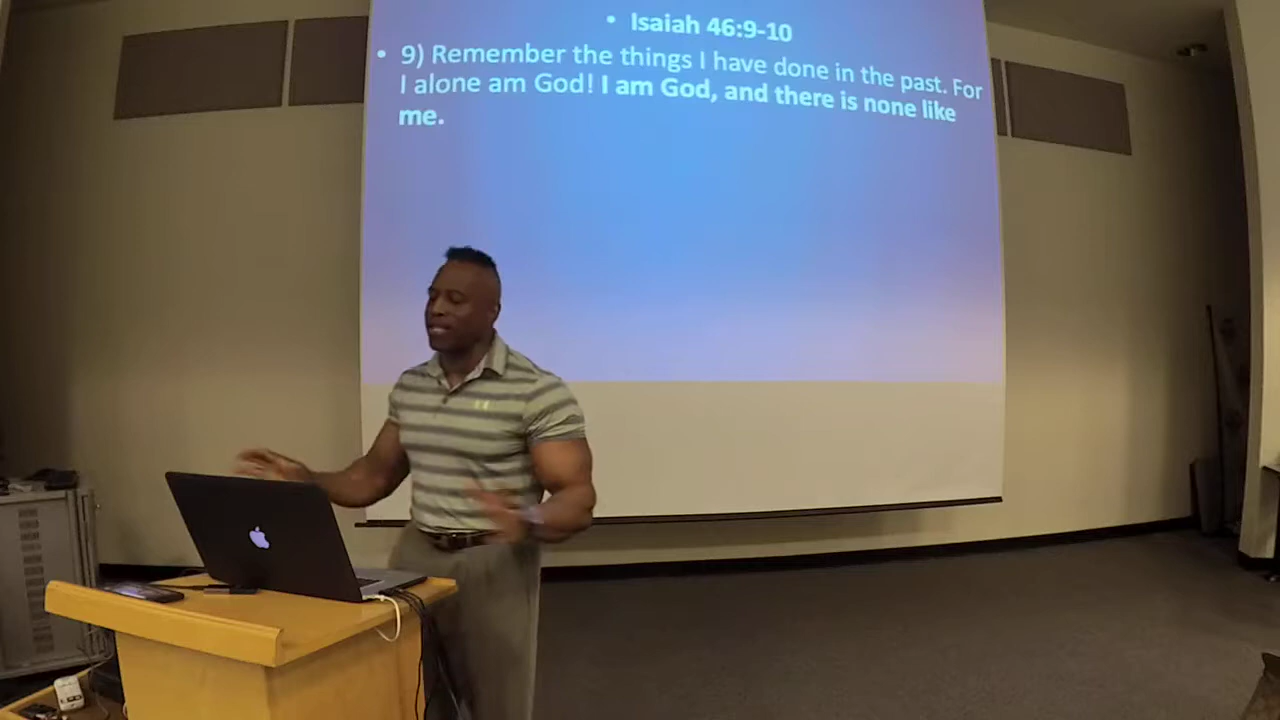 • Isaiah 46:9-10
• 9) Remember the things I have done in the past. For
I alone am God! I am God, and there is none like
me.